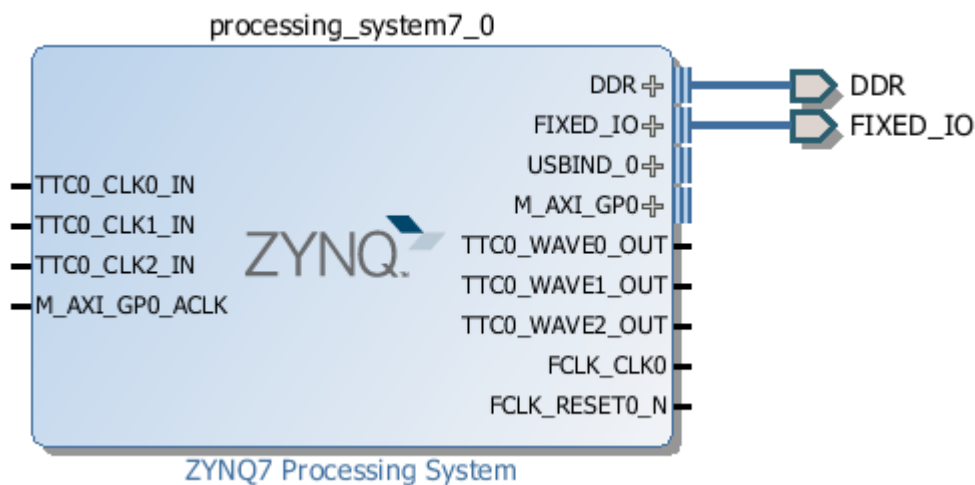 processing_system7_0
DDR
FIXED_IO
USBIND_0
M_AXI_GP0
TTC0_WAVE0_OUT
TTC0_WAVE1_OUT
TTC0_WAVE2_OUT
FCLK_CLK0
FCLK_RESET0_N
TTC0_CLK0_IN
TTC0_CLK1_IN
TTC0_CLK2_IN
M_AXI_GP0_ACLK
ZYNQ
DDR
FIXED_IO
ZYNQ7 Processing System